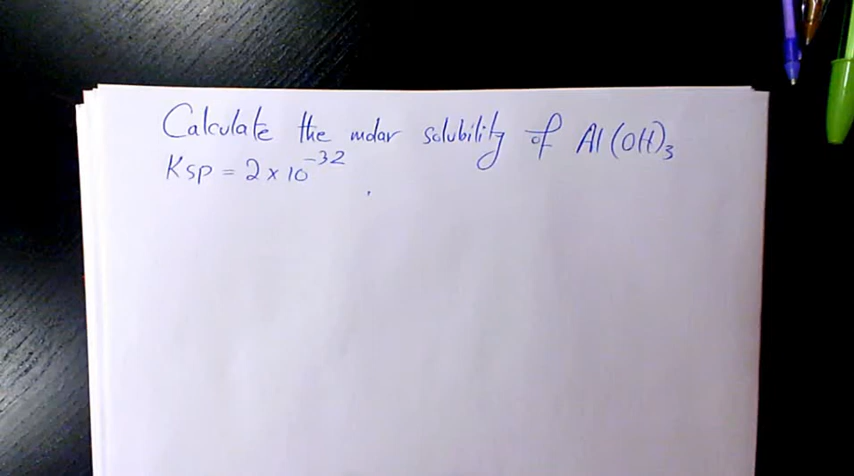 Calculate the molar solubility of Al(OH)₃
Ksp = 2 × 10⁻³²